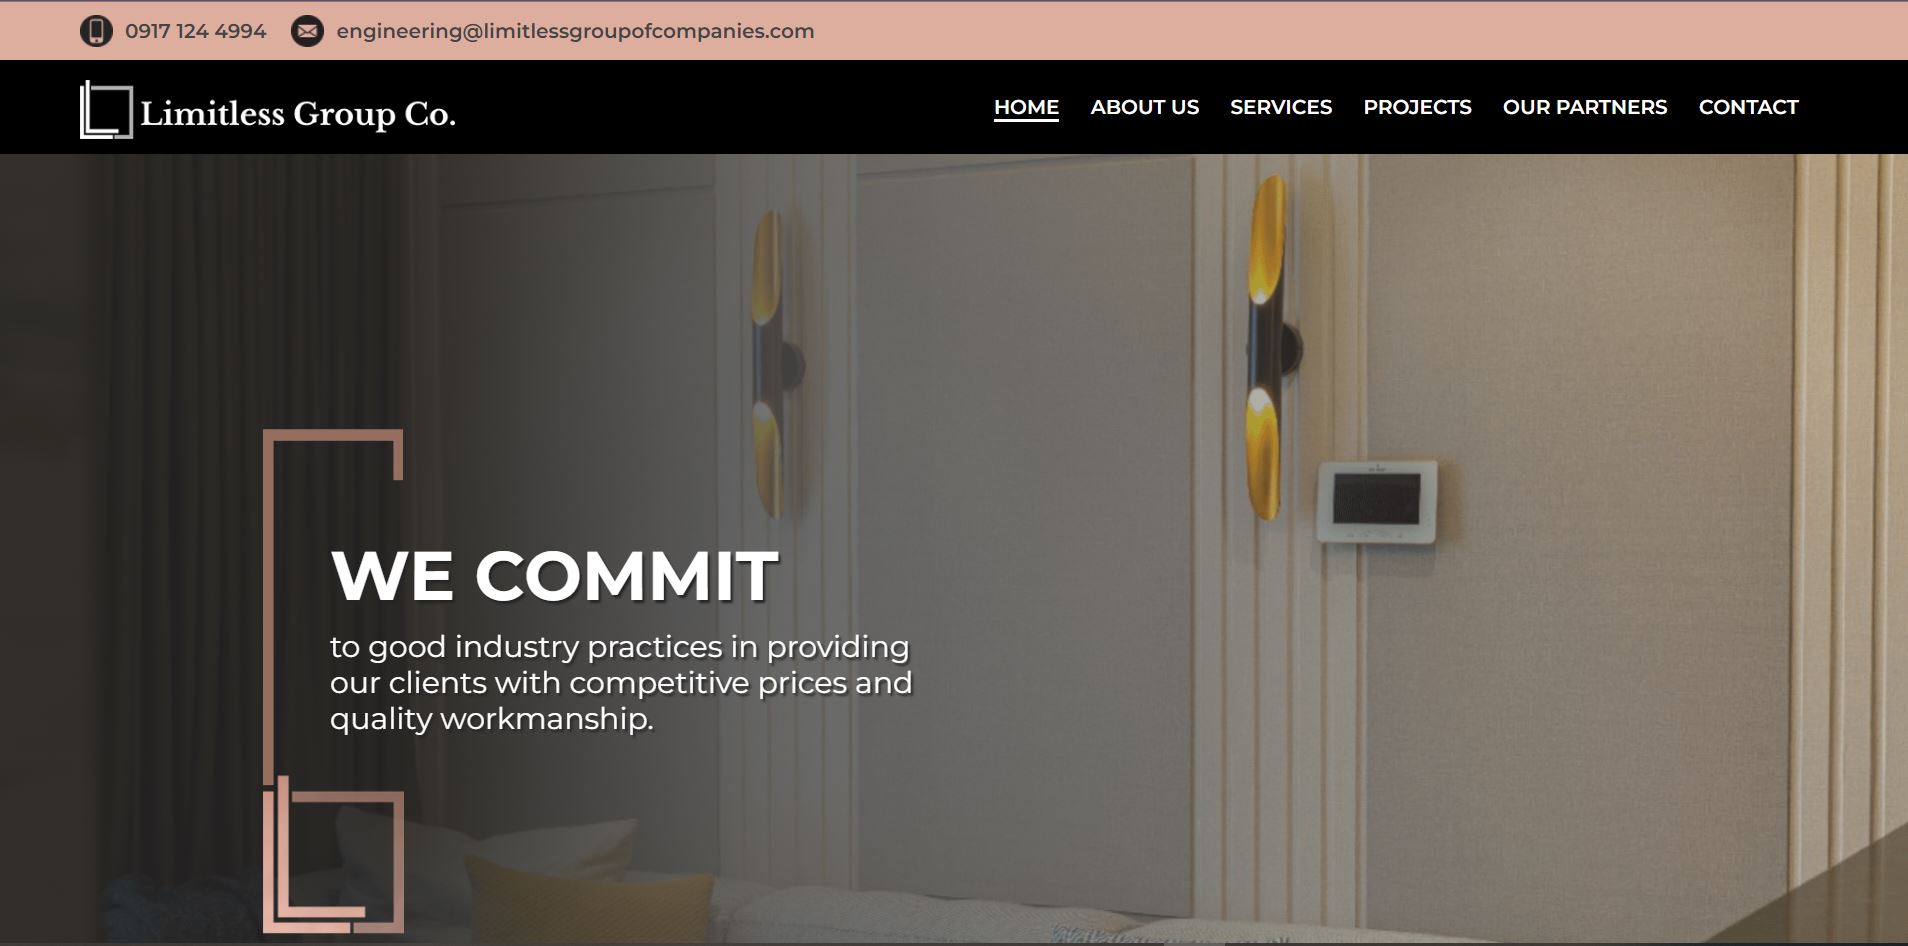 0917 124 4994 engineering@limitlessgroupofcompanies.com
Limitless Group Co. HOME ABOUT US SERVICES PROJECTS OUR PARTNERS CONTACT
WE COMMIT
to good industry practices in providing
our clients with competitive prices and
quality workmanship.